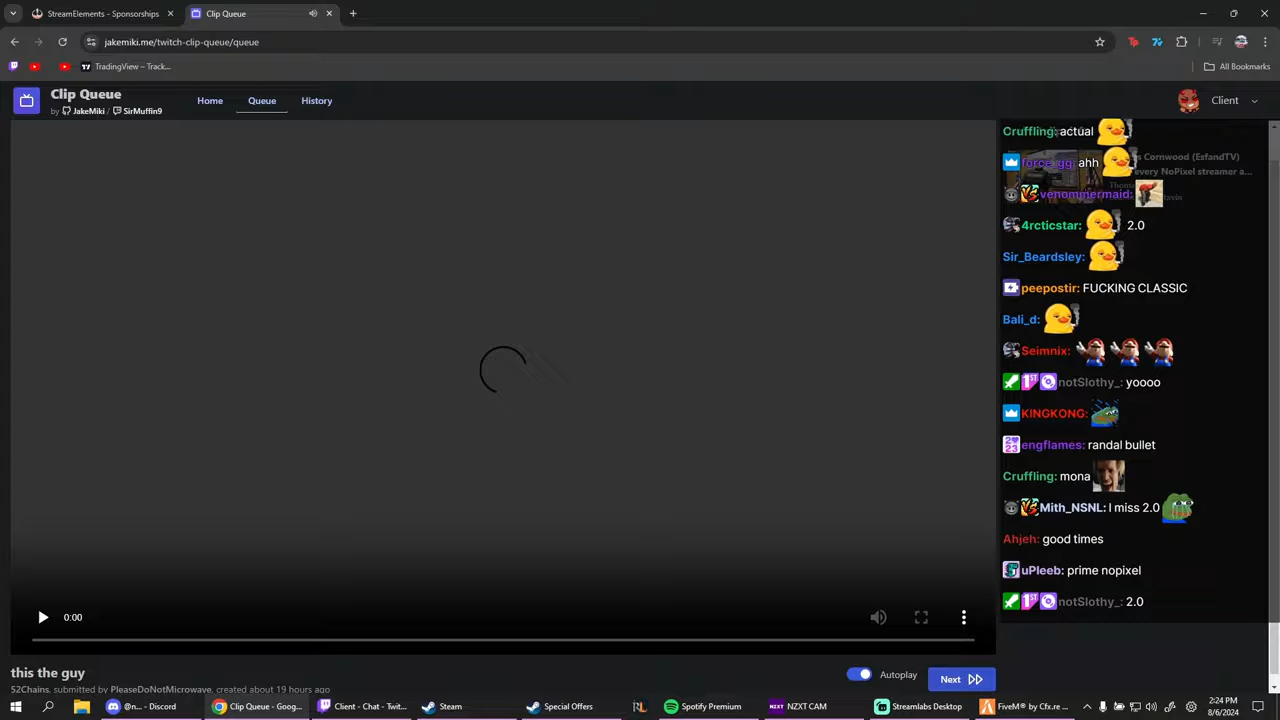 StreamElements - Sponsorships
Clip Queue
jakemiki.me/twitch-clip-queue/queue
TradingView – Track...
All Bookmarks
Clip Queue
by JakeMiki / SirMuffin9
Home
Queue
History
Client
Cruffling: actual
s Cornwood (EsfandTV)
force_gg: ahh
every NoPixel streamer a...
venommermaid:
4rcticstar: 2.0
Sir_Beardsley:
peepostir: FUCKING CLASSIC
Bali_d:
Seimnix:
notSlothy_: yoooo
KINGKONG:
engflames: randal bullet
Cruffling: mona
Mith_NSNL: I miss 2.0
Ahjeh: good times
uPleeb: prime nopixel
notSlothy_: 2.0
0:00
this the guy
52Chains, submitted by PleaseDoNotMicrowave, created about 19 hours ago
Autoplay
Next
@n... - Discord
Clip Queue - Goog...
Client - Chat - Twit...
Steam
Special Offers
Spotify Premium
NZXT CAM
Streamlabs Desktop
FiveM® by Cfx.re ...
2:24 PM
8/6/2024